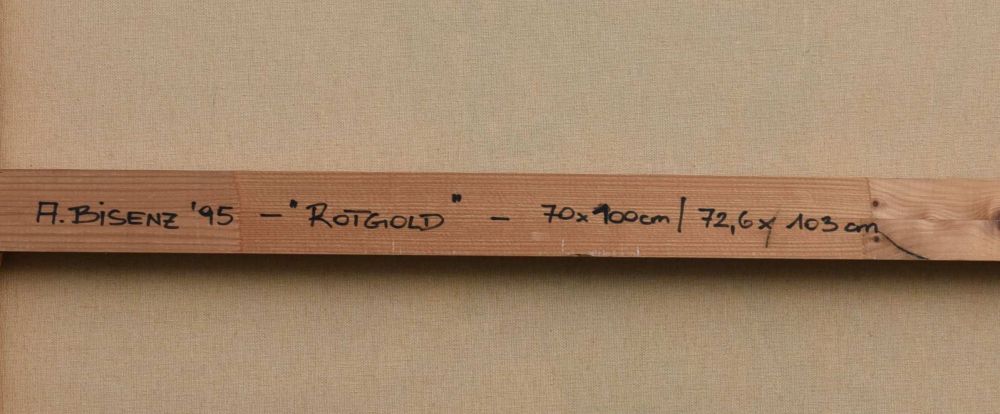 A. BiSENZ '95 – "ROTGOLD" – 70x100cm | 72,6 x 103 cm